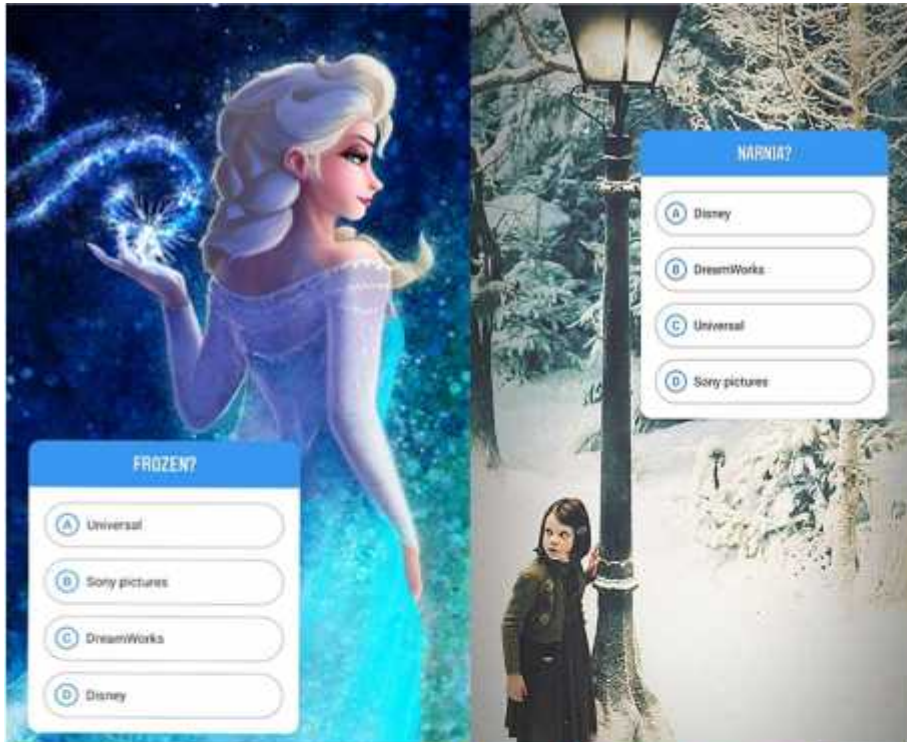 FROZEN?
A Universal
B Sony pictures
C DreamWorks
D Disney
NARNIA?
A Disney
B DreamWorks
C Universal
D Sony pictures